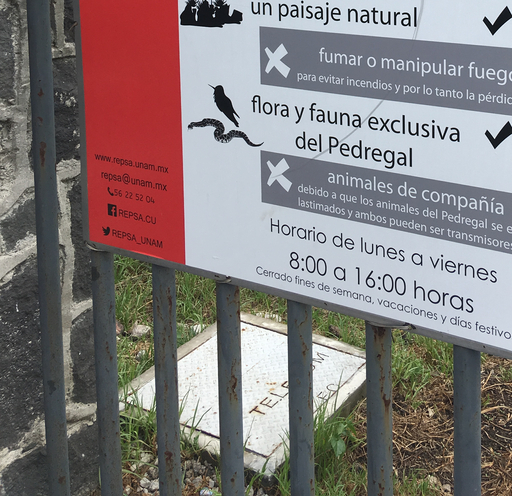 un paisaje natural
fumar o manipular fuego
para evitar incendios y por lo tanto la
flora y fauna exclusiva
del Pedregal
animales de compañía
debido a que los animales del Pedregal se
lastimados y ambos pueden ser transmisores
Horario de lunes a viernes
8:00 a 16:00 horas
Cerrado fines de semana, vacaciones y días festivo
www.repsa.unam.mx
repsa@unam.mx
56 22 52 04
REPSA.CU
REPSA_UNAM